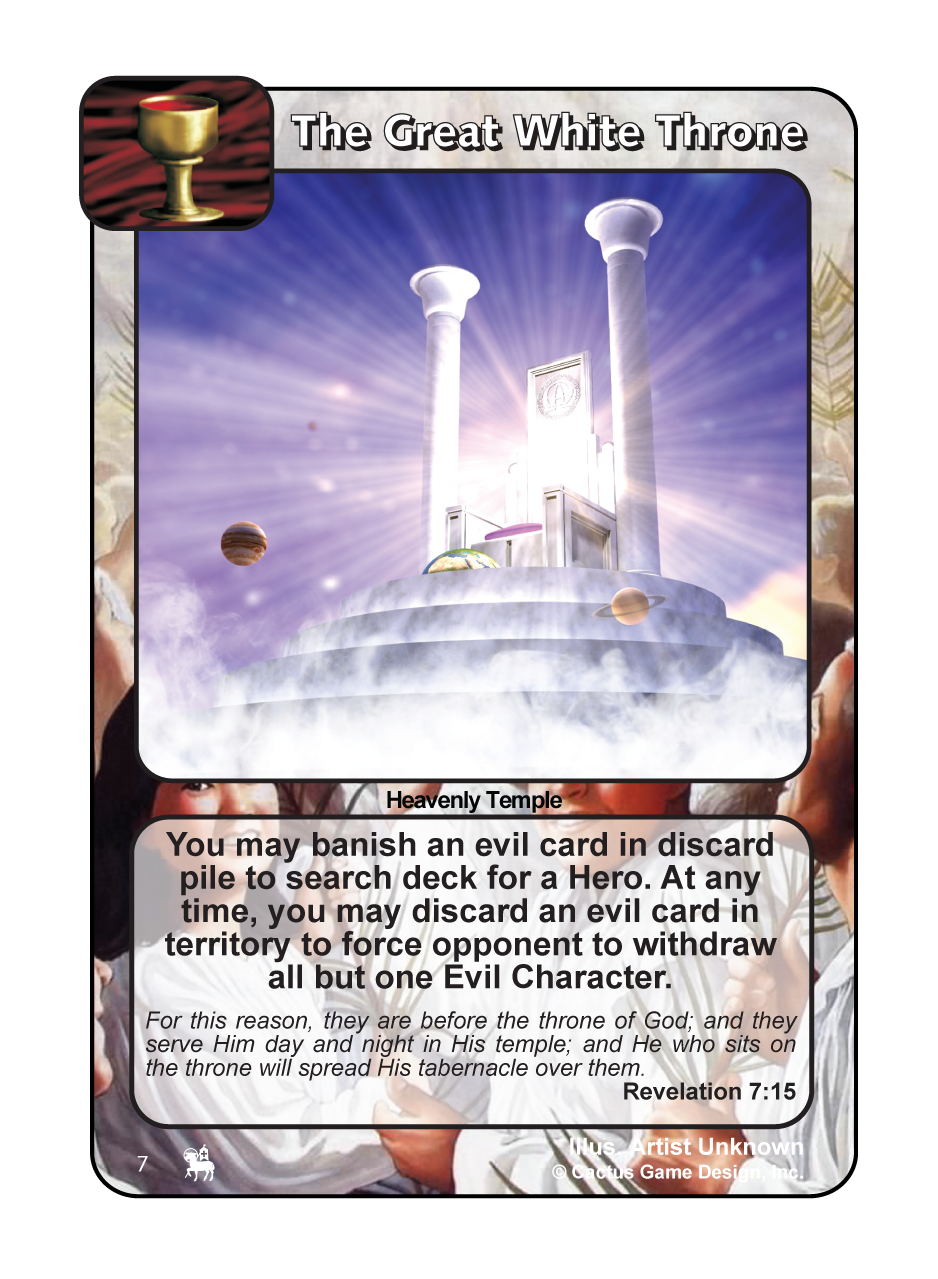 The Great White Throne
Heavenly Temple
You may banish an evil card in discard
pile to search deck for a Hero. At any
time, you may discard an evil card in
territory to force opponent to withdraw
all but one Evil Character.
For this reason, they are before the throne of God; and they
serve Him day and night in His temple; and He who sits on
the throne will spread His tabernacle over them.
Revelation 7:15
Illus. Artist Unknown
7
© Cactus Game Design, Inc.